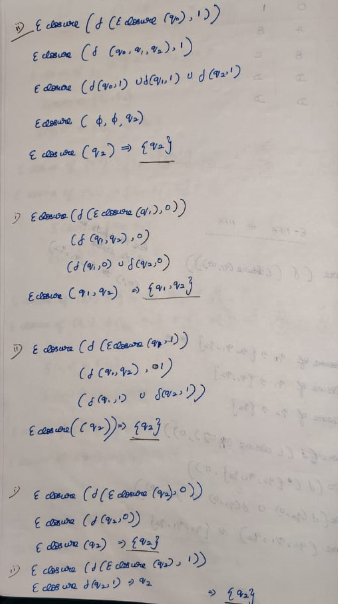 ii) ε closure (δ (ε closure (q₀), 1))
ε closure (δ (q₀, q₁, q₂), 1)
ε closure (δ(q₀,1) ∪ δ(q₁,1) ∪ δ(q₂,1)
ε closure (ϕ, ϕ, q₂)
ε closure (q₂) ⇒ {q₂}
i) ε closure (δ (ε closure (q₁), 0))
(δ (q₁, q₂), 0)
(δ (q₁,0) ∪ δ(q₂,0)
ε closure (q₁, q₂) ⇒ {q₁, q₂}
ii) ε closure (δ (ε closure (q₁, 1))
(δ (q₁, q₂), 1
(δ (q₁,1) ∪ δ(q₂,1))
ε closure((q₂)) ⇒ {q₂}
i) ε closure (δ (ε closure (q₂), 0))
ε closure (δ (q₂,0))
ε closure (q₂) ⇒ {q₂}
ii) ε closure (δ (ε closure (q₂), 1))
ε closure δ(q₂,1) ⇒ q₂ ⇒ {q₂}